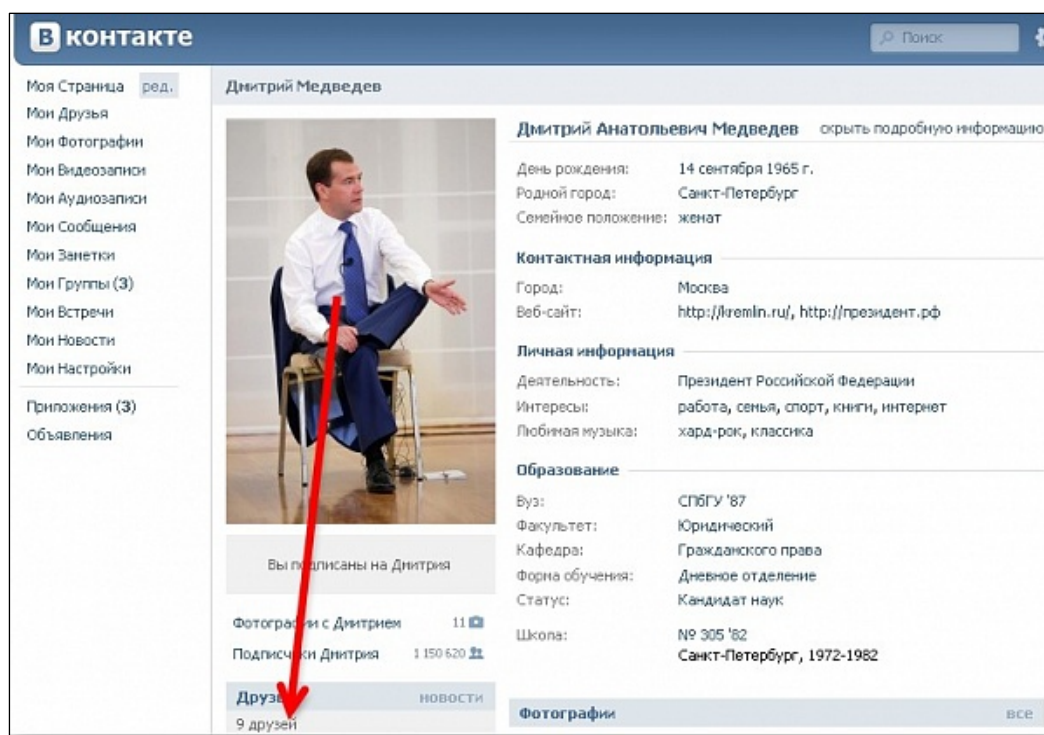 В контакте
Поиск
Моя Страница ред.
Мои Друзья
Мои Фотографии
Мои Видеозаписи
Мои Аудиозаписи
Мои Сообщения
Мои Заметки
Мои Группы (3)
Мои Встречи
Мои Новости
Мои Настройки
Приложения (3)
Объявления
Дмитрий Медведев
Вы подписаны на Дмитрия
Фотографии с Дмитрием 11
Подписчики Дмитрия 1 150 620
Друзья новости
9 друзей
Дмитрий Анатольевич Медведев скрыть подробную информацию
День рождения: 14 сентября 1965 г.
Родной город: Санкт-Петербург
Семейное положение: женат
Контактная информация
Город: Москва
Веб-сайт: http://kremlin.ru/, http://президент.рф
Личная информация
Деятельность: Президент Российской Федерации
Интересы: работа, семья, спорт, книги, интернет
Любимая музыка: хард-рок, классика
Образование
Вуз: СПбГУ '87
Факультет: Юридический
Кафедра: Гражданского права
Форма обучения: Дневное отделение
Статус: Кандидат наук
Школа: № 305 '82
Санкт-Петербург, 1972-1982
Фотографии все